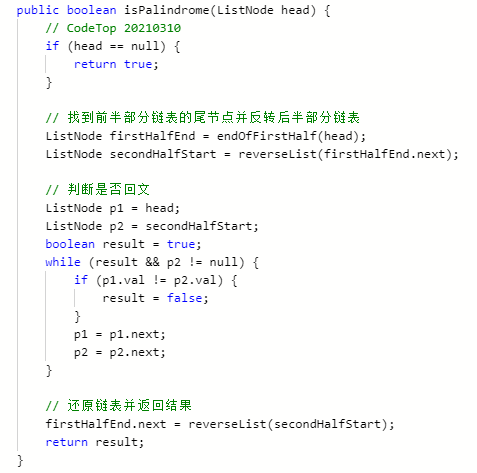 public boolean isPalindrome(ListNode head) {
    // CodeTop 20210310
    if (head == null) {
        return true;
    }

    // 找到前半部分链表的尾节点并反转后半部分链表
    ListNode firstHalfEnd = endOfFirstHalf(head);
    ListNode secondHalfStart = reverseList(firstHalfEnd.next);

    // 判断是否回文
    ListNode p1 = head;
    ListNode p2 = secondHalfStart;
    boolean result = true;
    while (result && p2 != null) {
        if (p1.val != p2.val) {
            result = false;
        }
        p1 = p1.next;
        p2 = p2.next;
    }

    // 还原链表并返回结果
    firstHalfEnd.next = reverseList(secondHalfStart);
    return result;
}